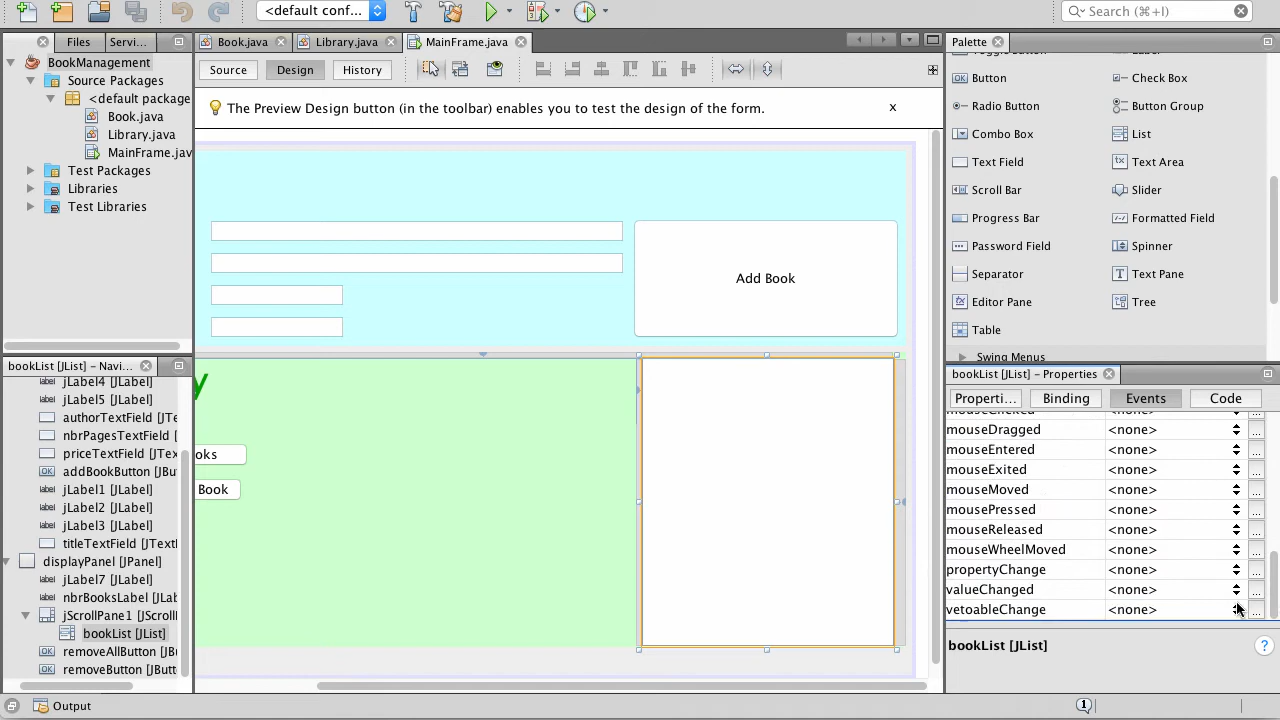 <default conf...
Search (⌘+I)
Files
Servi...
Book.java
Library.java
MainFrame.java
Palette
BookManagement
Source Packages
<default package
Book.java
Library.java
MainFrame.jav
Test Packages
Libraries
Test Libraries
Source
Design
History
The Preview Design button (in the toolbar) enables you to test the design of the form.
x
Add Book
y
oks
Book
Button
Check Box
Radio Button
Button Group
Combo Box
List
Text Field
Text Area
Scroll Bar
Slider
Progress Bar
Formatted Field
Password Field
Spinner
Separator
Text Pane
Editor Pane
Tree
Table
Swing Menus
bookList [JList] - Navi...
jLabel4 [JLabel]
jLabel5 [JLabel]
authorTextField [JTe
nbrPagesTextField [
priceTextField [JTex
addBookButton [JBu
jLabel1 [JLabel]
jLabel2 [JLabel]
jLabel3 [JLabel]
titleTextField [JText
displayPanel [JPanel]
jLabel7 [JLabel]
nbrBooksLabel [JLab
jScrollPane1 [JScroll
bookList [JList]
removeAllButton [JB
removeButton [JButt
bookList [JList] - Properties
Properti...
Binding
Events
Code
mouseClicked <none> ...
mouseDragged <none> ...
mouseEntered <none> ...
mouseExited <none> ...
mouseMoved <none> ...
mousePressed <none> ...
mouseReleased <none> ...
mouseWheelMoved <none> ...
propertyChange <none> ...
valueChanged <none> ...
vetoableChange <none> ...
bookList [JList]
?
Output
1